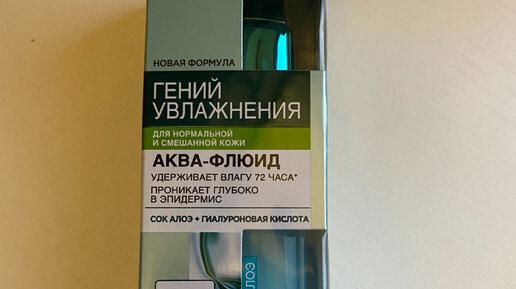 НОВАЯ ФОРМУЛА
ГЕНИЙ
УВЛАЖНЕНИЯ
ДЛЯ НОРМАЛЬНОЙ
И СМЕШАННОЙ КОЖИ
АКВА-ФЛЮИД
УДЕРЖИВАЕТ ВЛАГУ 72 ЧАСА*
ПРОНИКАЕТ ГЛУБОКО
В ЭПИДЕРМИС
СОК АЛОЭ + ГИАЛУРОНОВАЯ КИСЛОТА
ЛОЭ